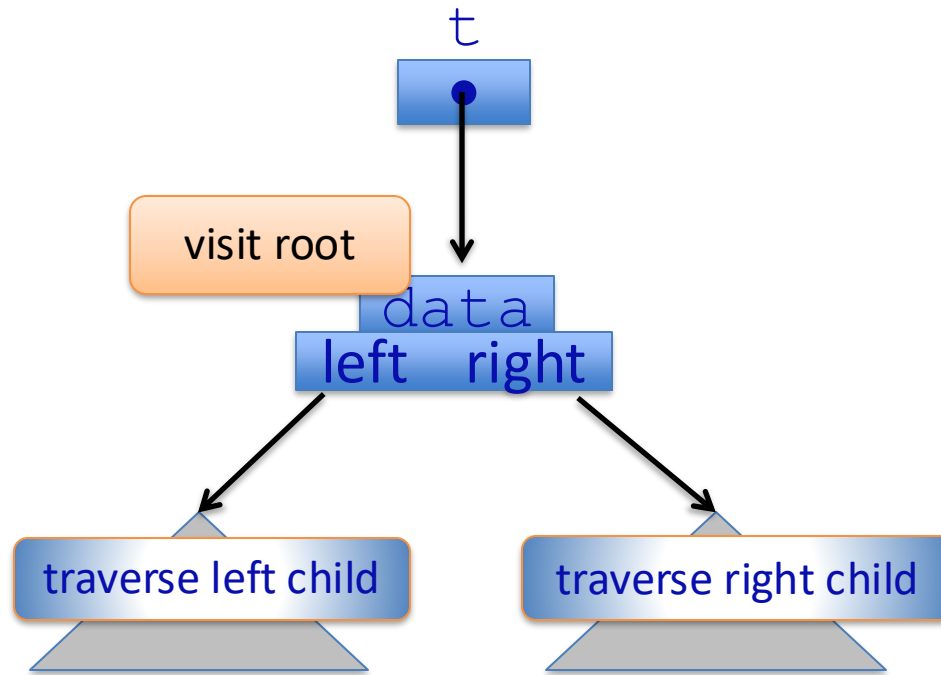 t
visit root
data
left right
traverse left child
traverse right child